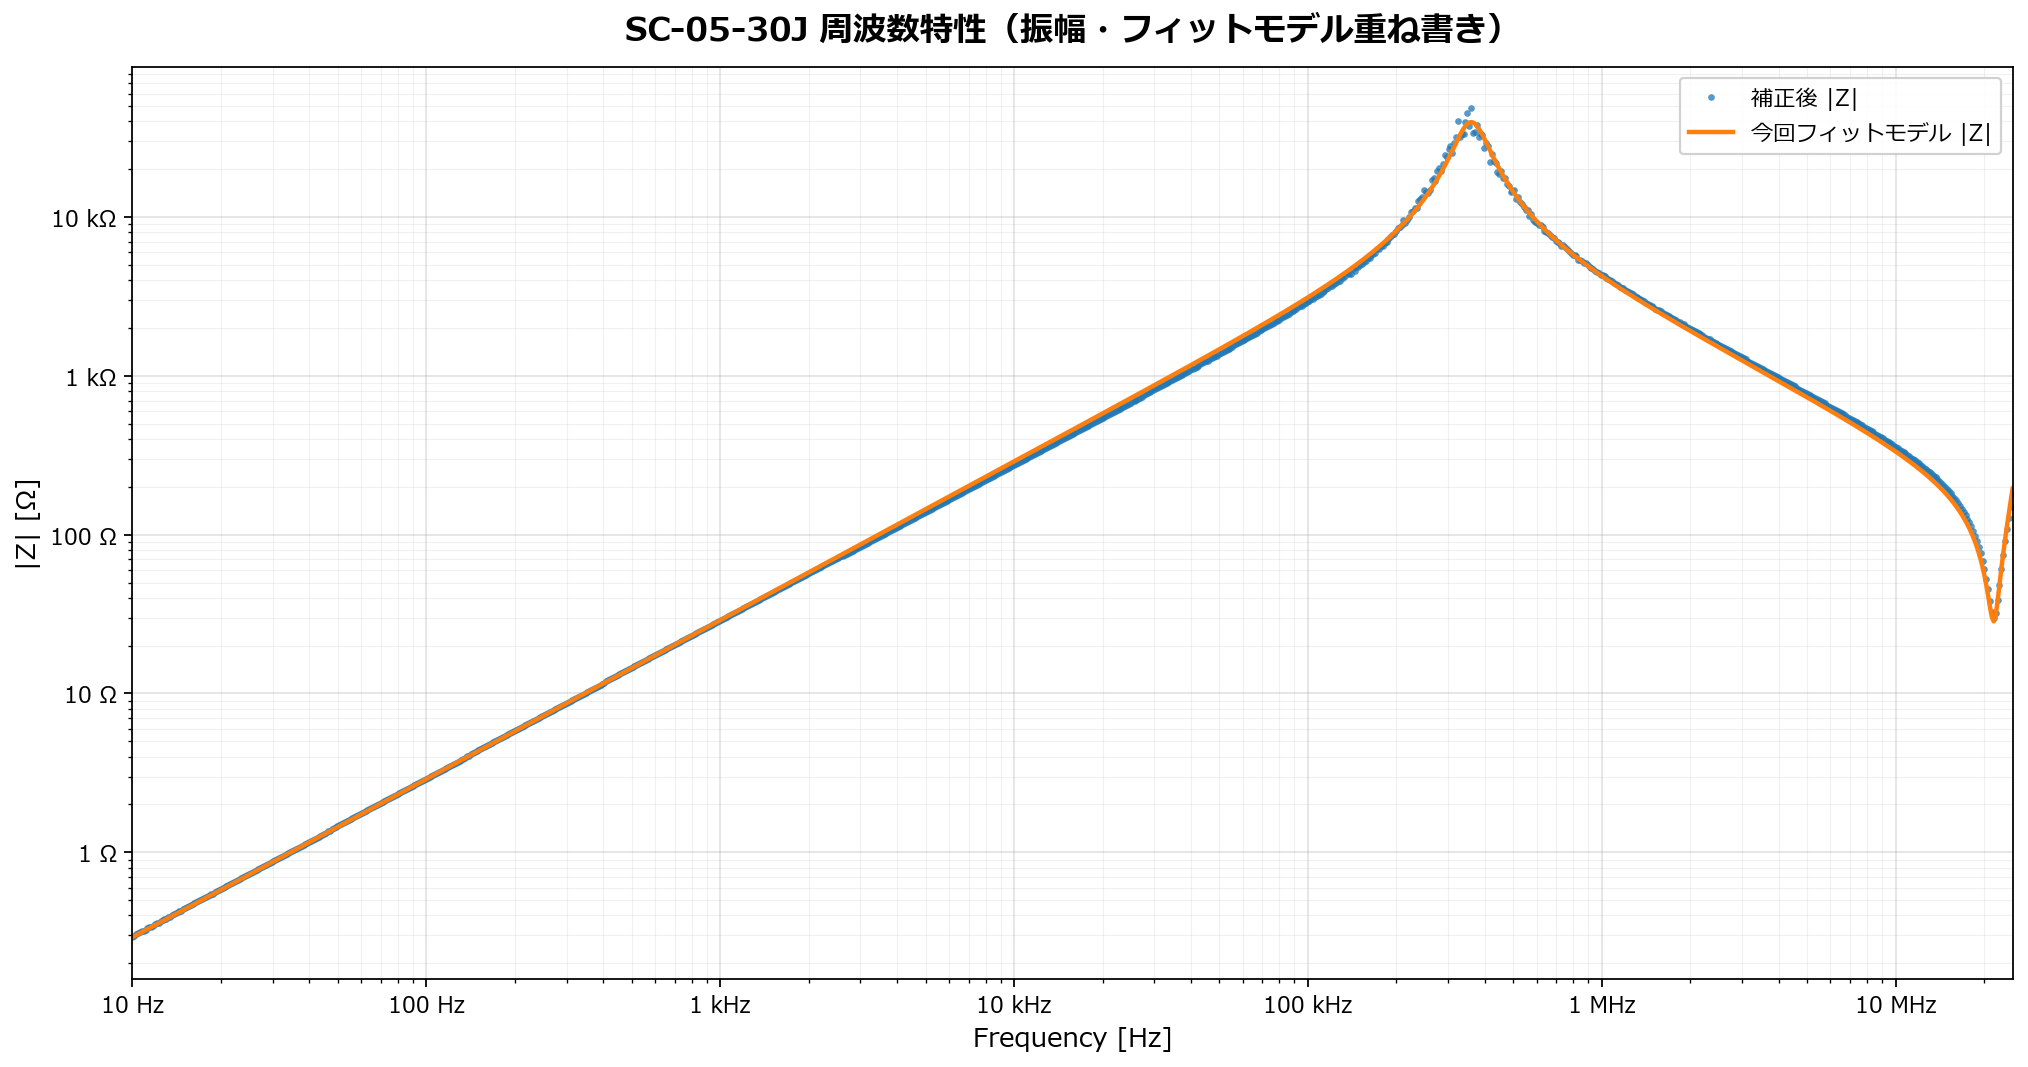 SC-05-30J 周波数特性（振幅・フィットモデル重ね書き）
補正後 |Z|
今回フィットモデル |Z|
|Z| [Ω]
10 kΩ
1 kΩ
100 Ω
10 Ω
1 Ω
10 Hz 100 Hz 1 kHz 10 kHz 100 kHz 1 MHz 10 MHz
Frequency [Hz]